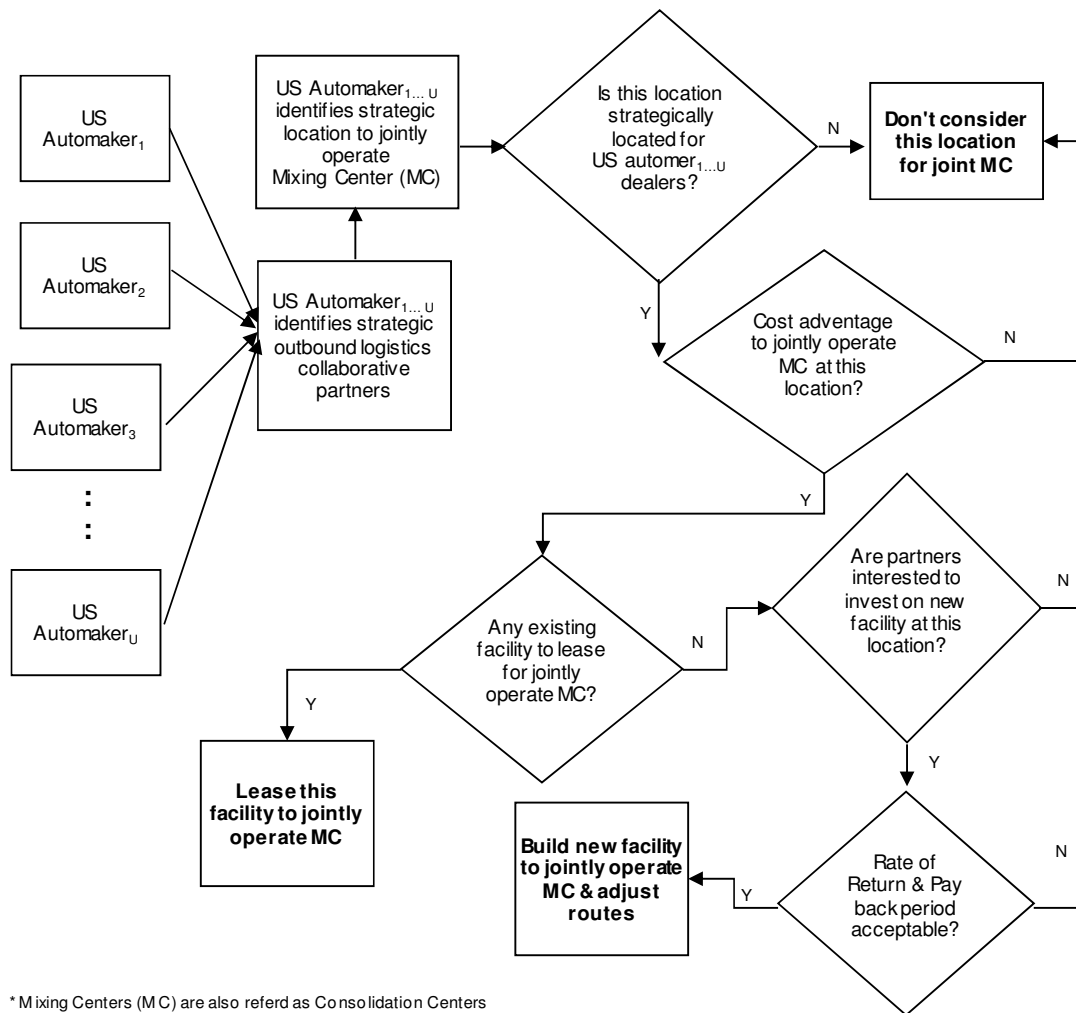 US
Automaker₁
US
Automaker₂
US
Automaker₃
:
:
US
Automaker_U
US Automaker₁... _U
identifies strategic
location to jointly
operate
Mixing Center (MC)
US Automaker₁... _U
identifies strategic
outbound logistics
collaborative
partners
Is this location
strategically
located for
US automer₁..._U
dealers?
N
Don't consider
this location
for joint MC
Y
Cost adventage
to jointly operate
MC at this
location?
N
Y
Any existing
facility to lease
for jointly
operate MC?
N
Y
Are partners
interested to
invest on new
facility at this
location?
N
Y
Lease this
facility to jointly
operate MC
Build new facility
to jointly operate
MC & adjust
routes
Y
Rate of
Return & Pay
back period
acceptable?
N
* Mixing Centers (MC) are also referd as Consolidation Centers